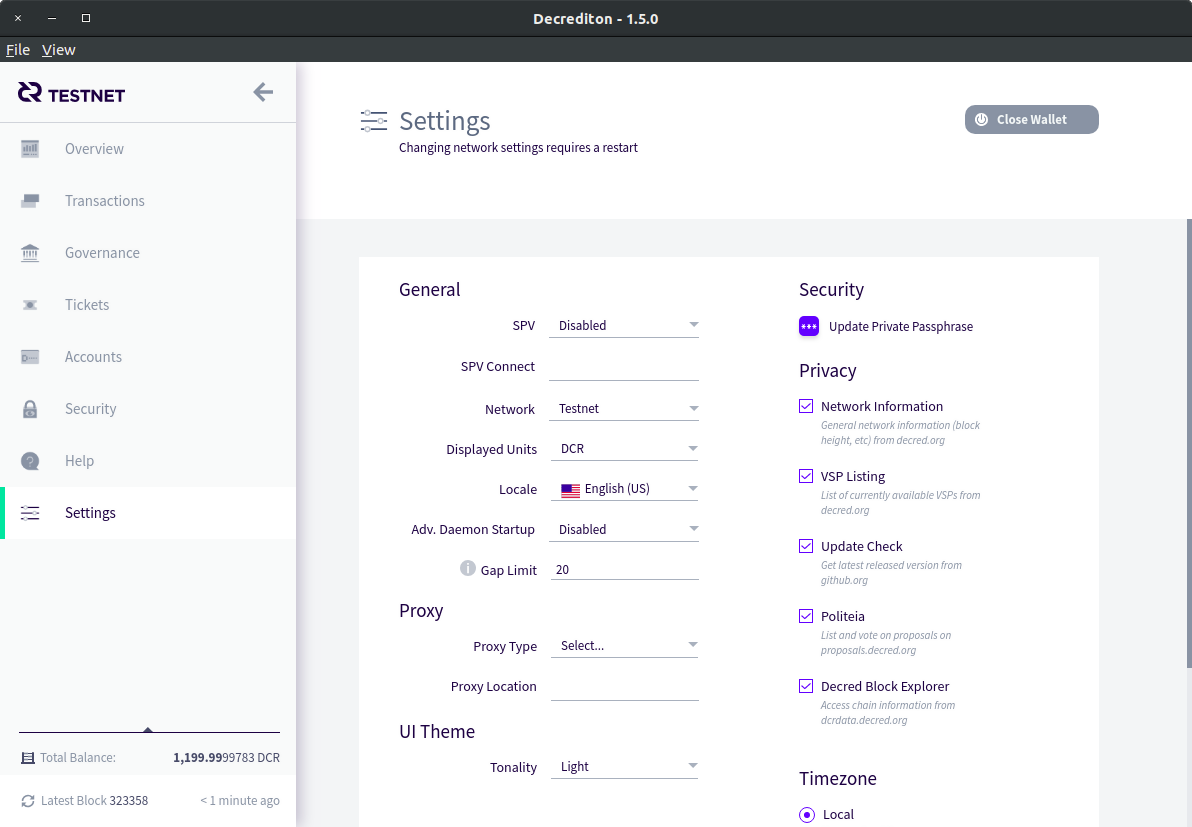 Decrediton - 1.5.0
File View
TESTNET
Overview
Transactions
Governance
Tickets
Accounts
Security
Help
Settings
Total Balance: 1,199.9999783 DCR
Latest Block 323358 < 1 minute ago
Settings
Changing network settings requires a restart
Close Wallet
General
SPV Disabled
SPV Connect
Network Testnet
Displayed Units DCR
Locale English (US)
Adv. Daemon Startup Disabled
Gap Limit 20
Proxy
Proxy Type Select...
Proxy Location
UI Theme
Tonality Light
Security
Update Private Passphrase
Privacy
Network Information
General network information (block
height, etc) from decred.org
VSP Listing
List of currently available VSPs from
decred.org
Update Check
Get latest released version from
github.org
Politeia
List and vote on proposals on
proposals.decred.org
Decred Block Explorer
Access chain information from
dcrdata.decred.org
Timezone
Local